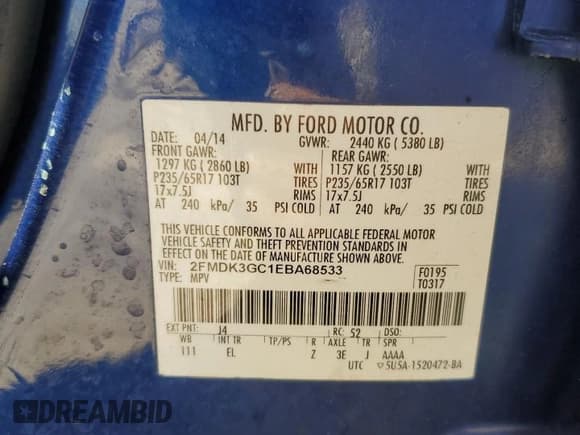 MFD. BY FORD MOTOR CO.
DATE: 04/14 GVWR: 2440 KG ( 5380 LB)
FRONT GAWR: REAR GAWR:
1297 KG ( 2860 LB) WITH 1157 KG ( 2550 LB) WITH
P235/65R17 103T TIRES P235/65R17 103T TIRES
17x7.5J RIMS 17x7.5J RIMS
AT 240 kPa/ 35 PSI COLD AT 240 kPa/ 35 PSI COLD
THIS VEHICLE CONFORMS TO ALL APPLICABLE FEDERAL MOTOR
VEHICLE SAFETY AND THEFT PREVENTION STANDARDS IN
EFFECT ON THE DATE OF MANUFACTURE SHOWN ABOVE.
VIN: 2FMDK3GC1EBA68533 F0195
TYPE: MPV T0317
EXT PNT: J4 RC: 52 DSO:
WB INT TR TP/PS R AXLE TR SPR
111 EL Z 3E J AAAA
UTC ▽5U5A-1520472-BA
DREAMBID